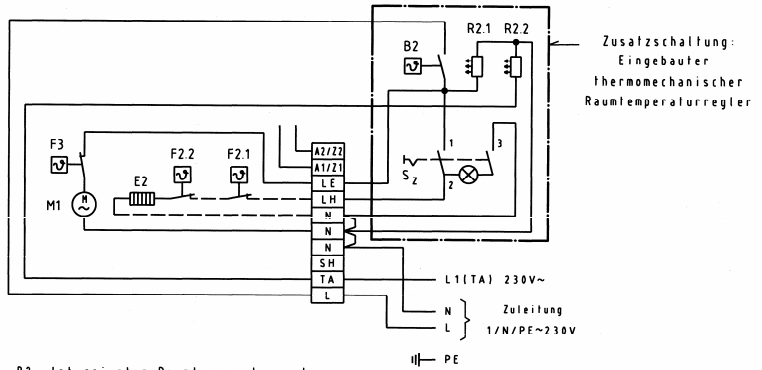 R2.1 R2.2
B2
Zusatzschaltung:
Eingebauter
thermomechanischer
Raumtemperaturregler
F3
F2.2
F2.1
E2
M1
M
~
A2/Z2
A1/Z1
LE
LH
N
N
N
SH
TA
L
1
3
S Z
2
L1(TA) 230V~
N
L
Zuleitung
1/N/PE~230V
PE